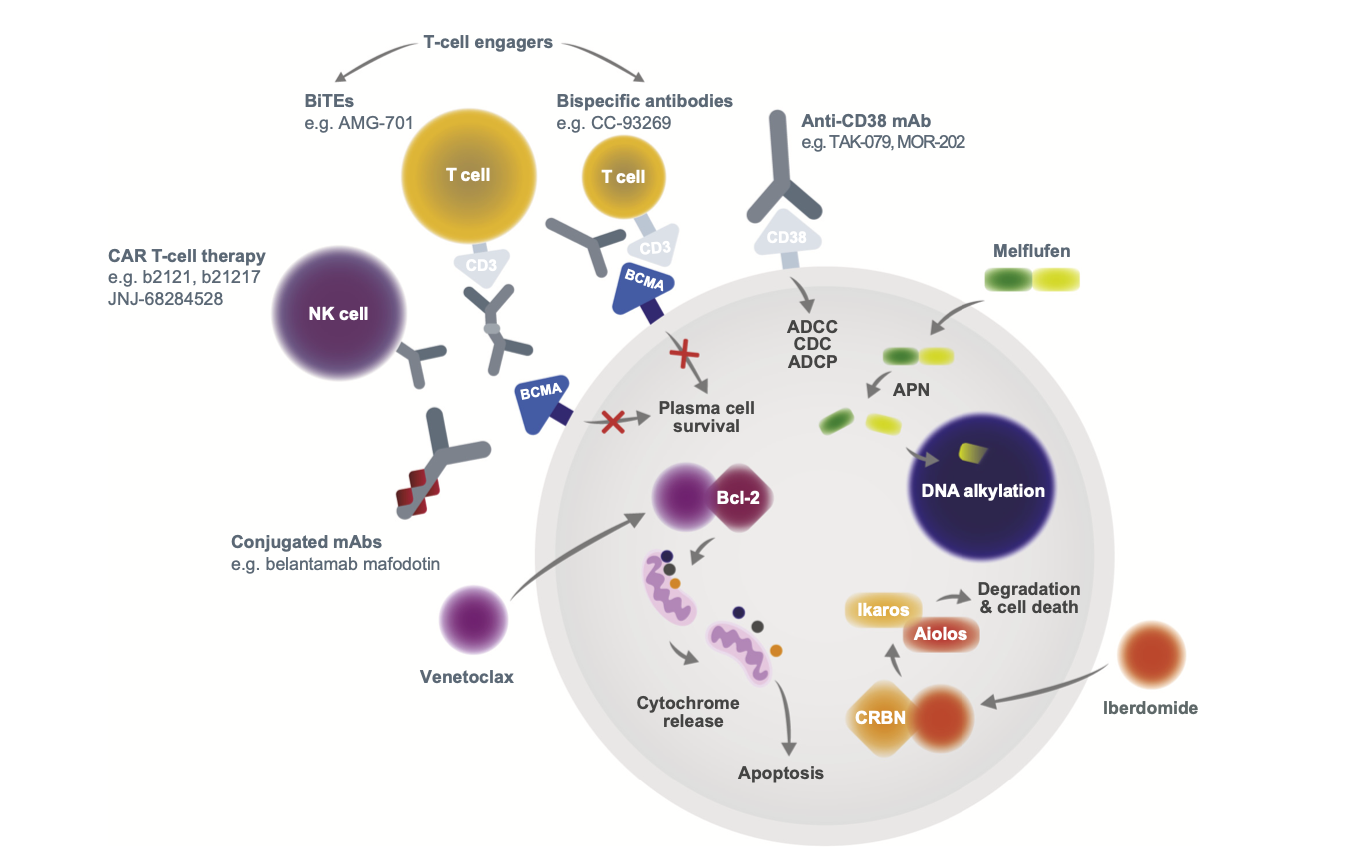 T-cell engagers
BiTEs
e.g. AMG-701
Bispecific antibodies
e.g. CC-93269
Anti-CD38 mAb
e.g. TAK-079, MOR-202
T cell
T cell
CD3
CD3
CD38
BCMA
CAR T-cell therapy
e.g. b2121, b21217
JNJ-68284528
NK cell
Melflufen
ADCC
CDC
ADCP
APN
BCMA
Plasma cell
survival
Bcl-2
DNA alkylation
Conjugated mAbs
e.g. belantamab mafodotin
Venetoclax
Ikaros
Aiolos
Degradation
& cell death
Cytochrome
release
CRBN
Iberdomide
Apoptosis